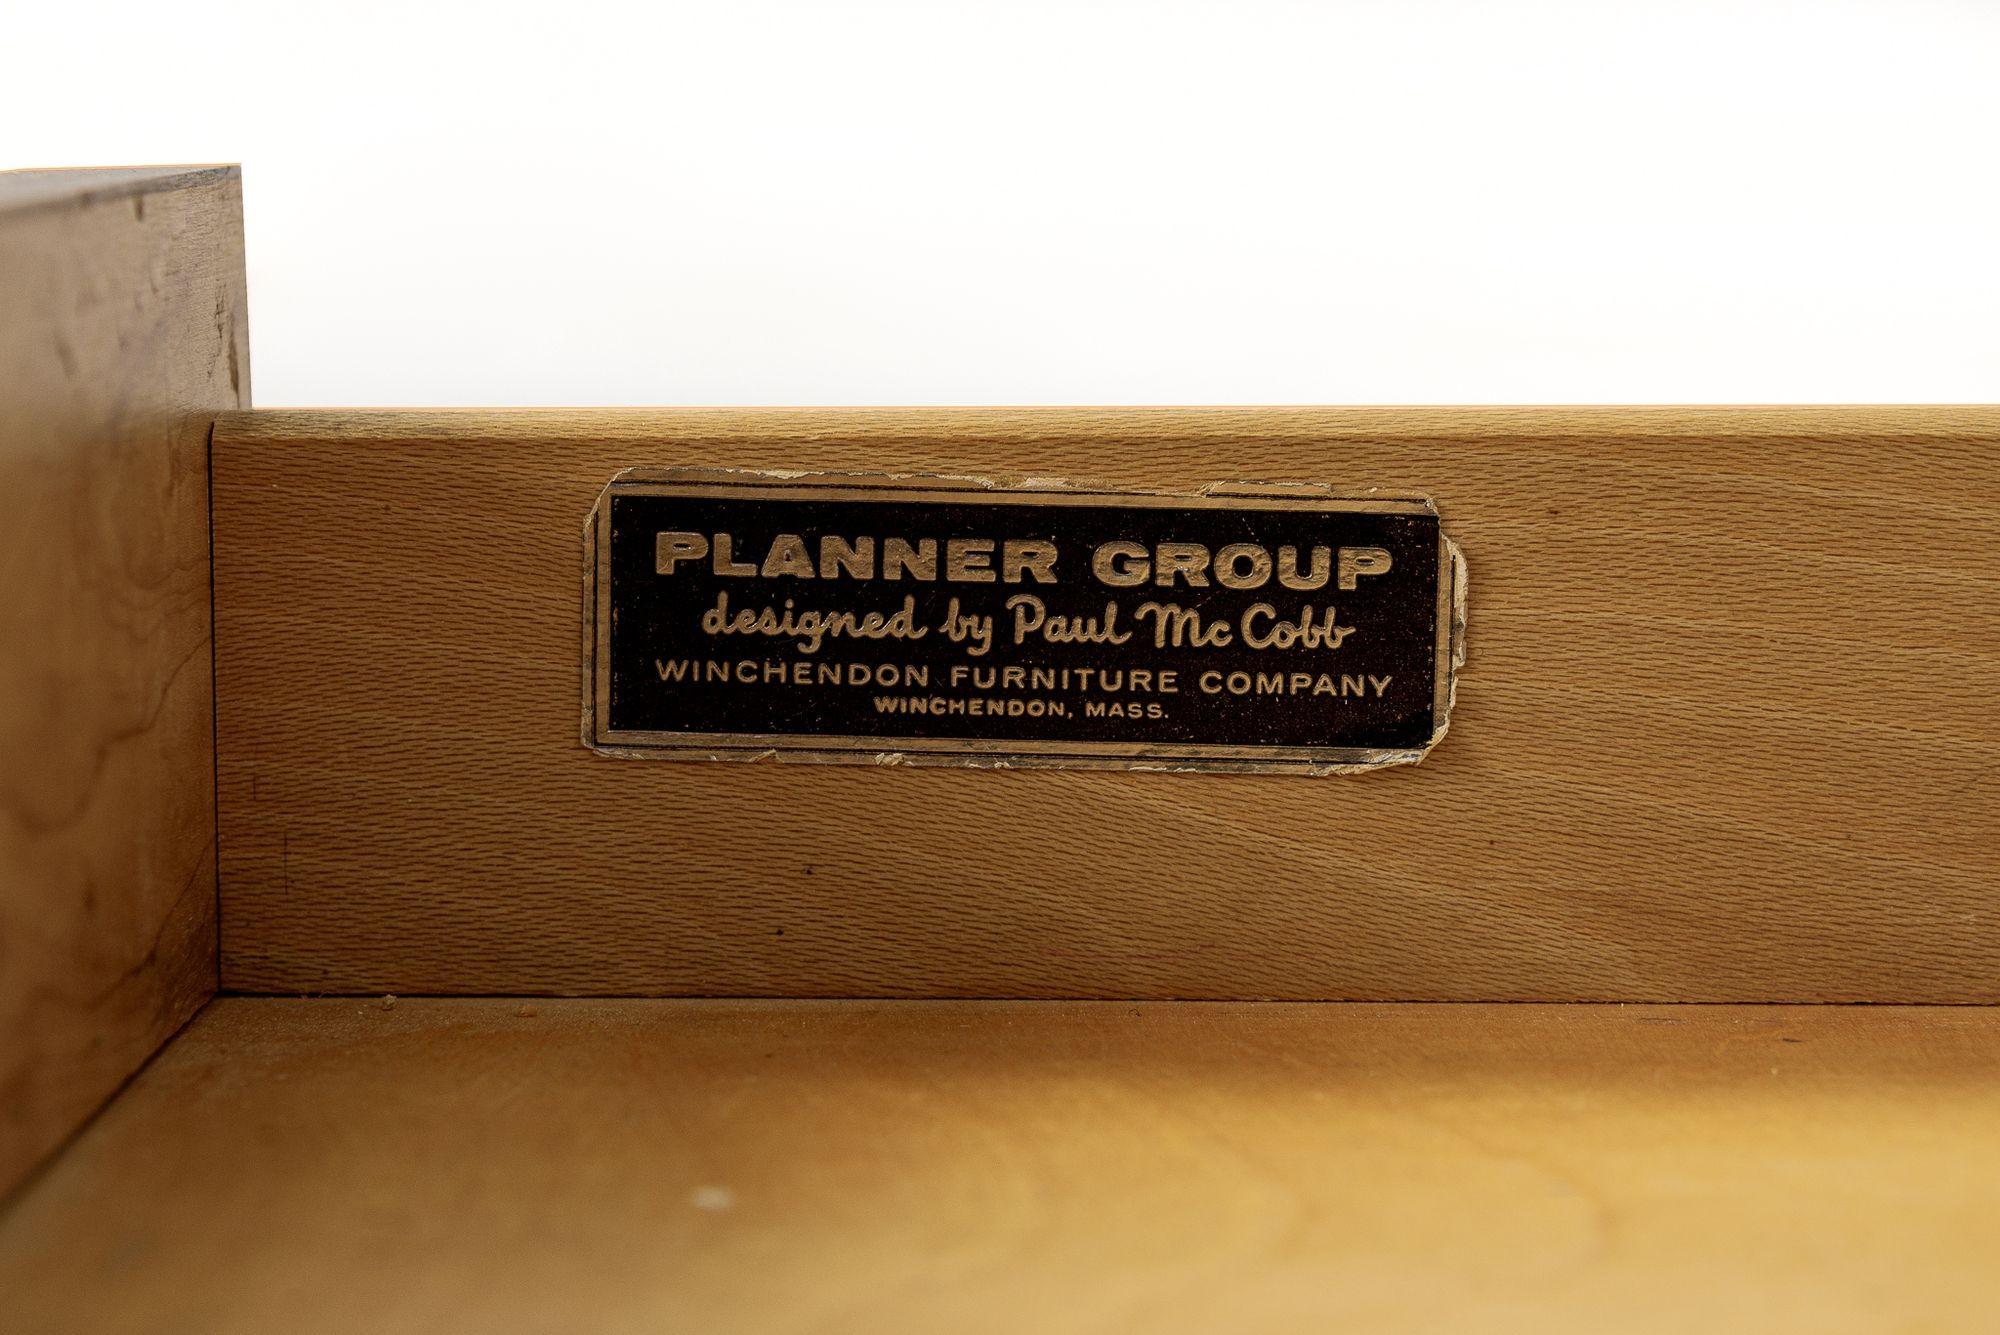 PLANNER GROUP
designed by Paul McCobb
WINCHENDON FURNITURE COMPANY
WINCHENDON, MASS.